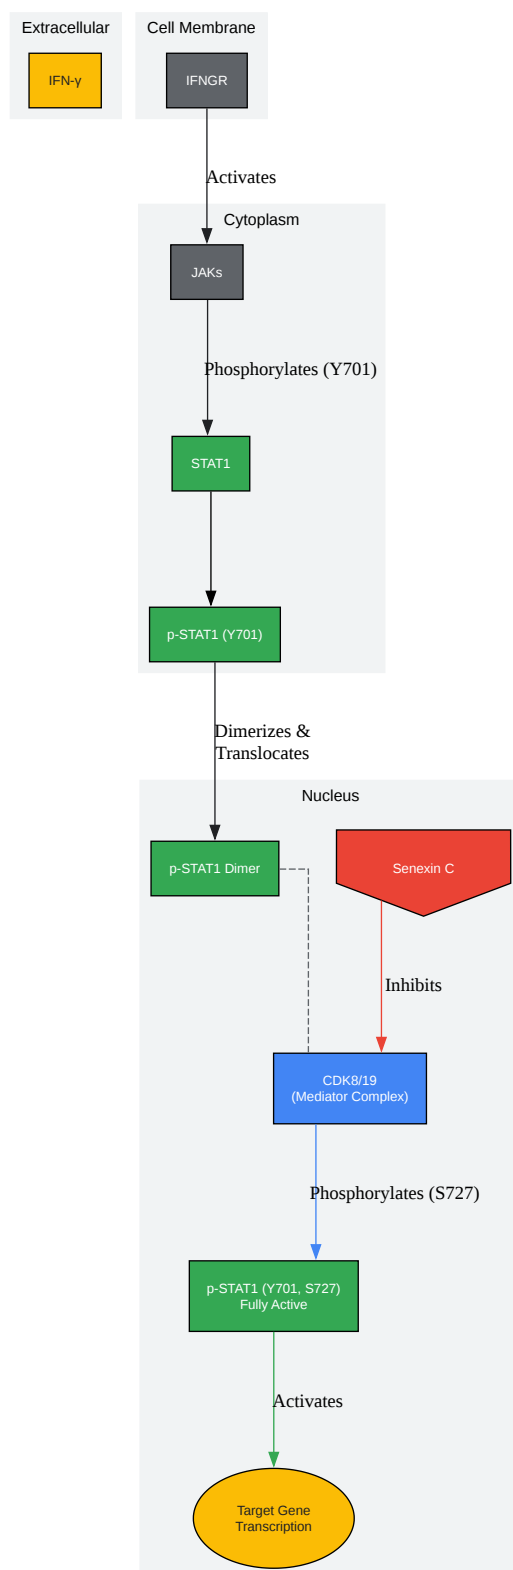 Extracellular
Cell Membrane
IFN-γ
IFNGR
Activates
Cytoplasm
JAKs
Phosphorylates (Y701)
STAT1
p-STAT1 (Y701)
Dimerizes &
Translocates
Nucleus
p-STAT1 Dimer
Senexin C
Inhibits
CDK8/19
(Mediator Complex)
Phosphorylates (S727)
p-STAT1 (Y701, S727)
Fully Active
Activates
Target Gene
Transcription